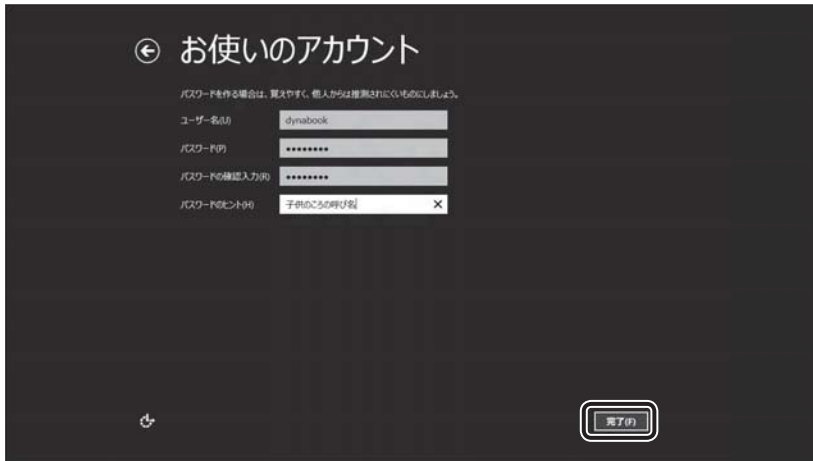 お使いのアカウント
パスワードを作る場合は、覚えやすく、他人からは推測されにくいものにしましょう。
ユーザー名(U)
dynabook
パスワード(P)
••••••••
パスワードの確認入力(R)
••••••••
パスワードのヒント(H)
子供のころの呼び名
完了(F)